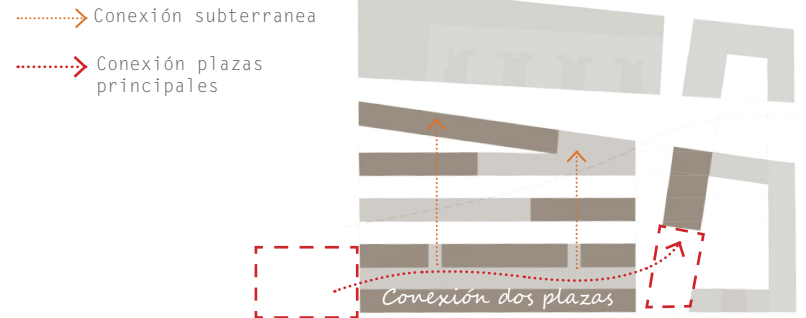 Conexión subterranea
Conexión plazas
principales
Conexión dos plazas